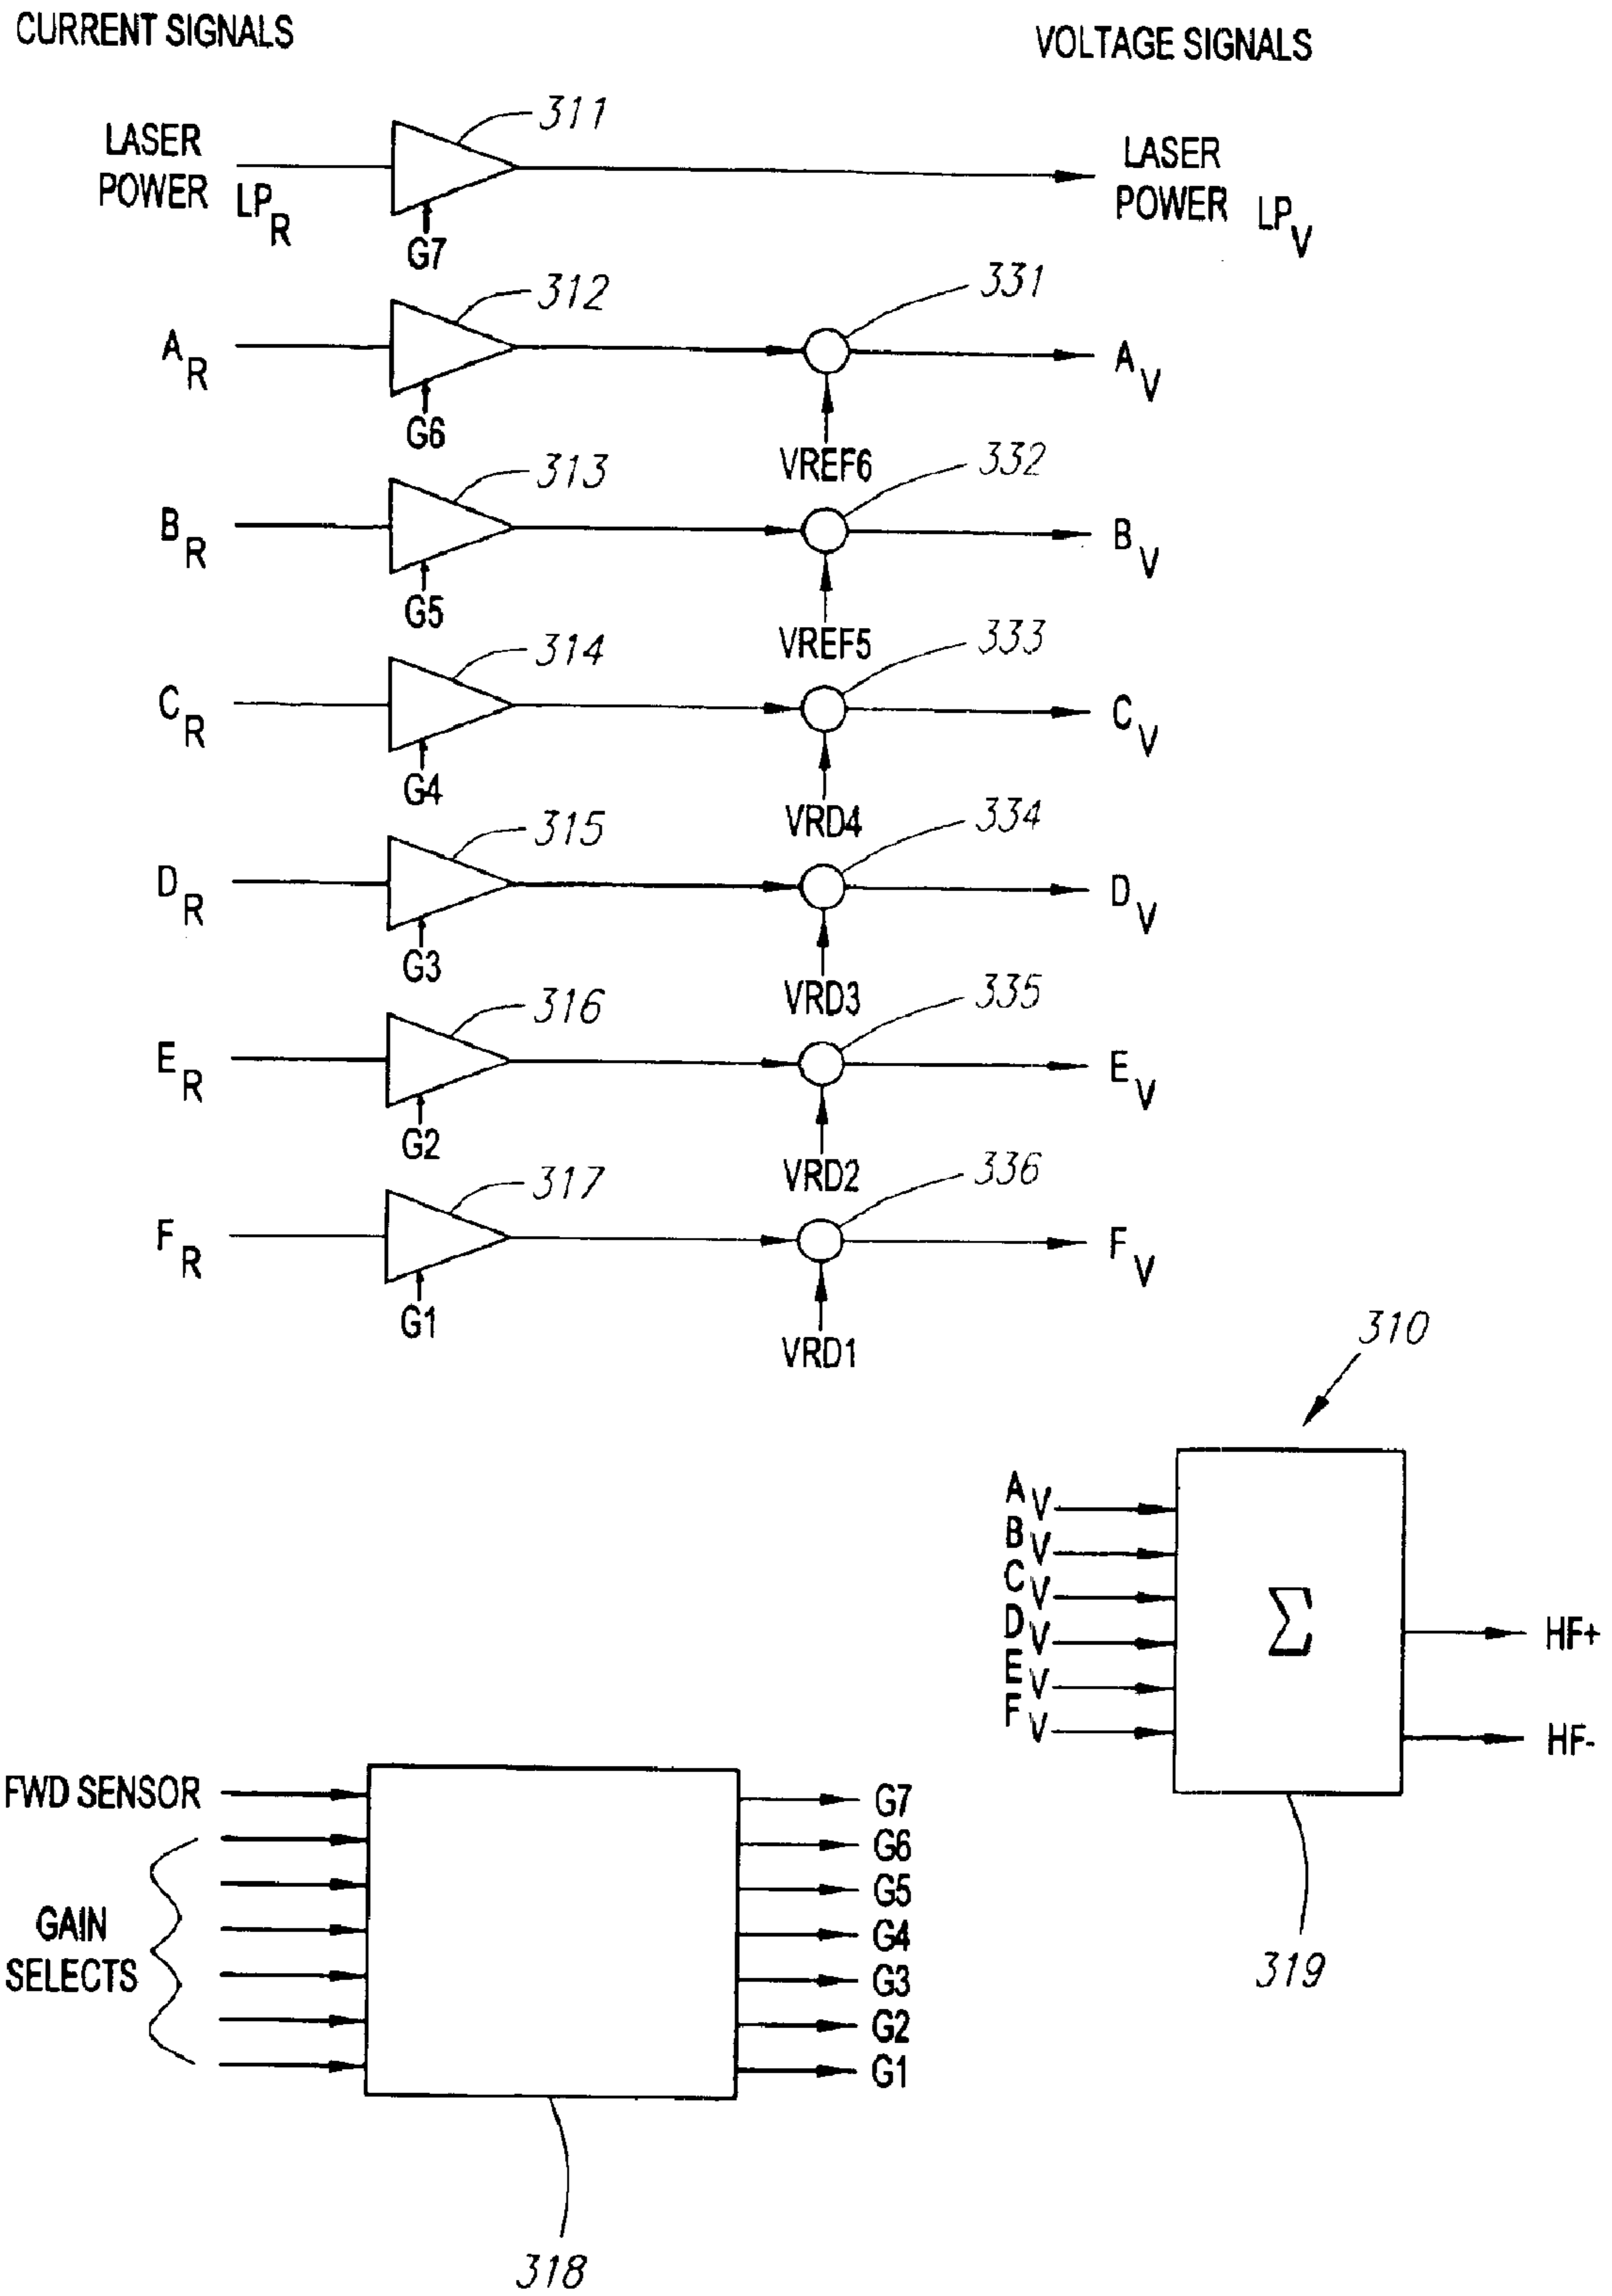 CURRENT SIGNALS
VOLTAGE SIGNALS
311
LASER
POWER
LP R
G7
LASER
POWER
LP V
312
331
A R
G6
VREF6
A V
313
332
B R
G5
VREF5
B V
314
333
C R
G4
VRD4
C V
315
334
D R
G3
VRD3
D V
316
335
E R
G2
VRD2
E V
317
336
F R
G1
VRD1
F V
310
A V
B V
C V
D V
E V
F V
Σ
HF+
HF-
319
FWD SENSOR
GAIN
SELECTS
G7
G6
G5
G4
G3
G2
G1
318